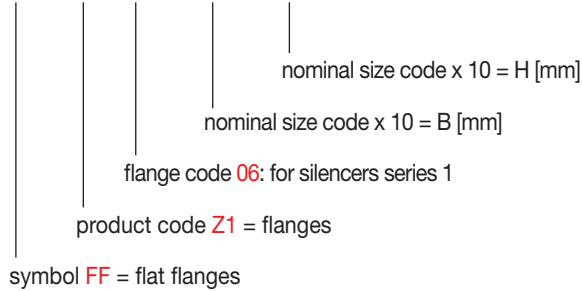 nominal size code x 10 = H [mm]
nominal size code x 10 = B [mm]
flange code 06: for silencers series 1
product code Z1 = flanges
symbol FF = flat flanges